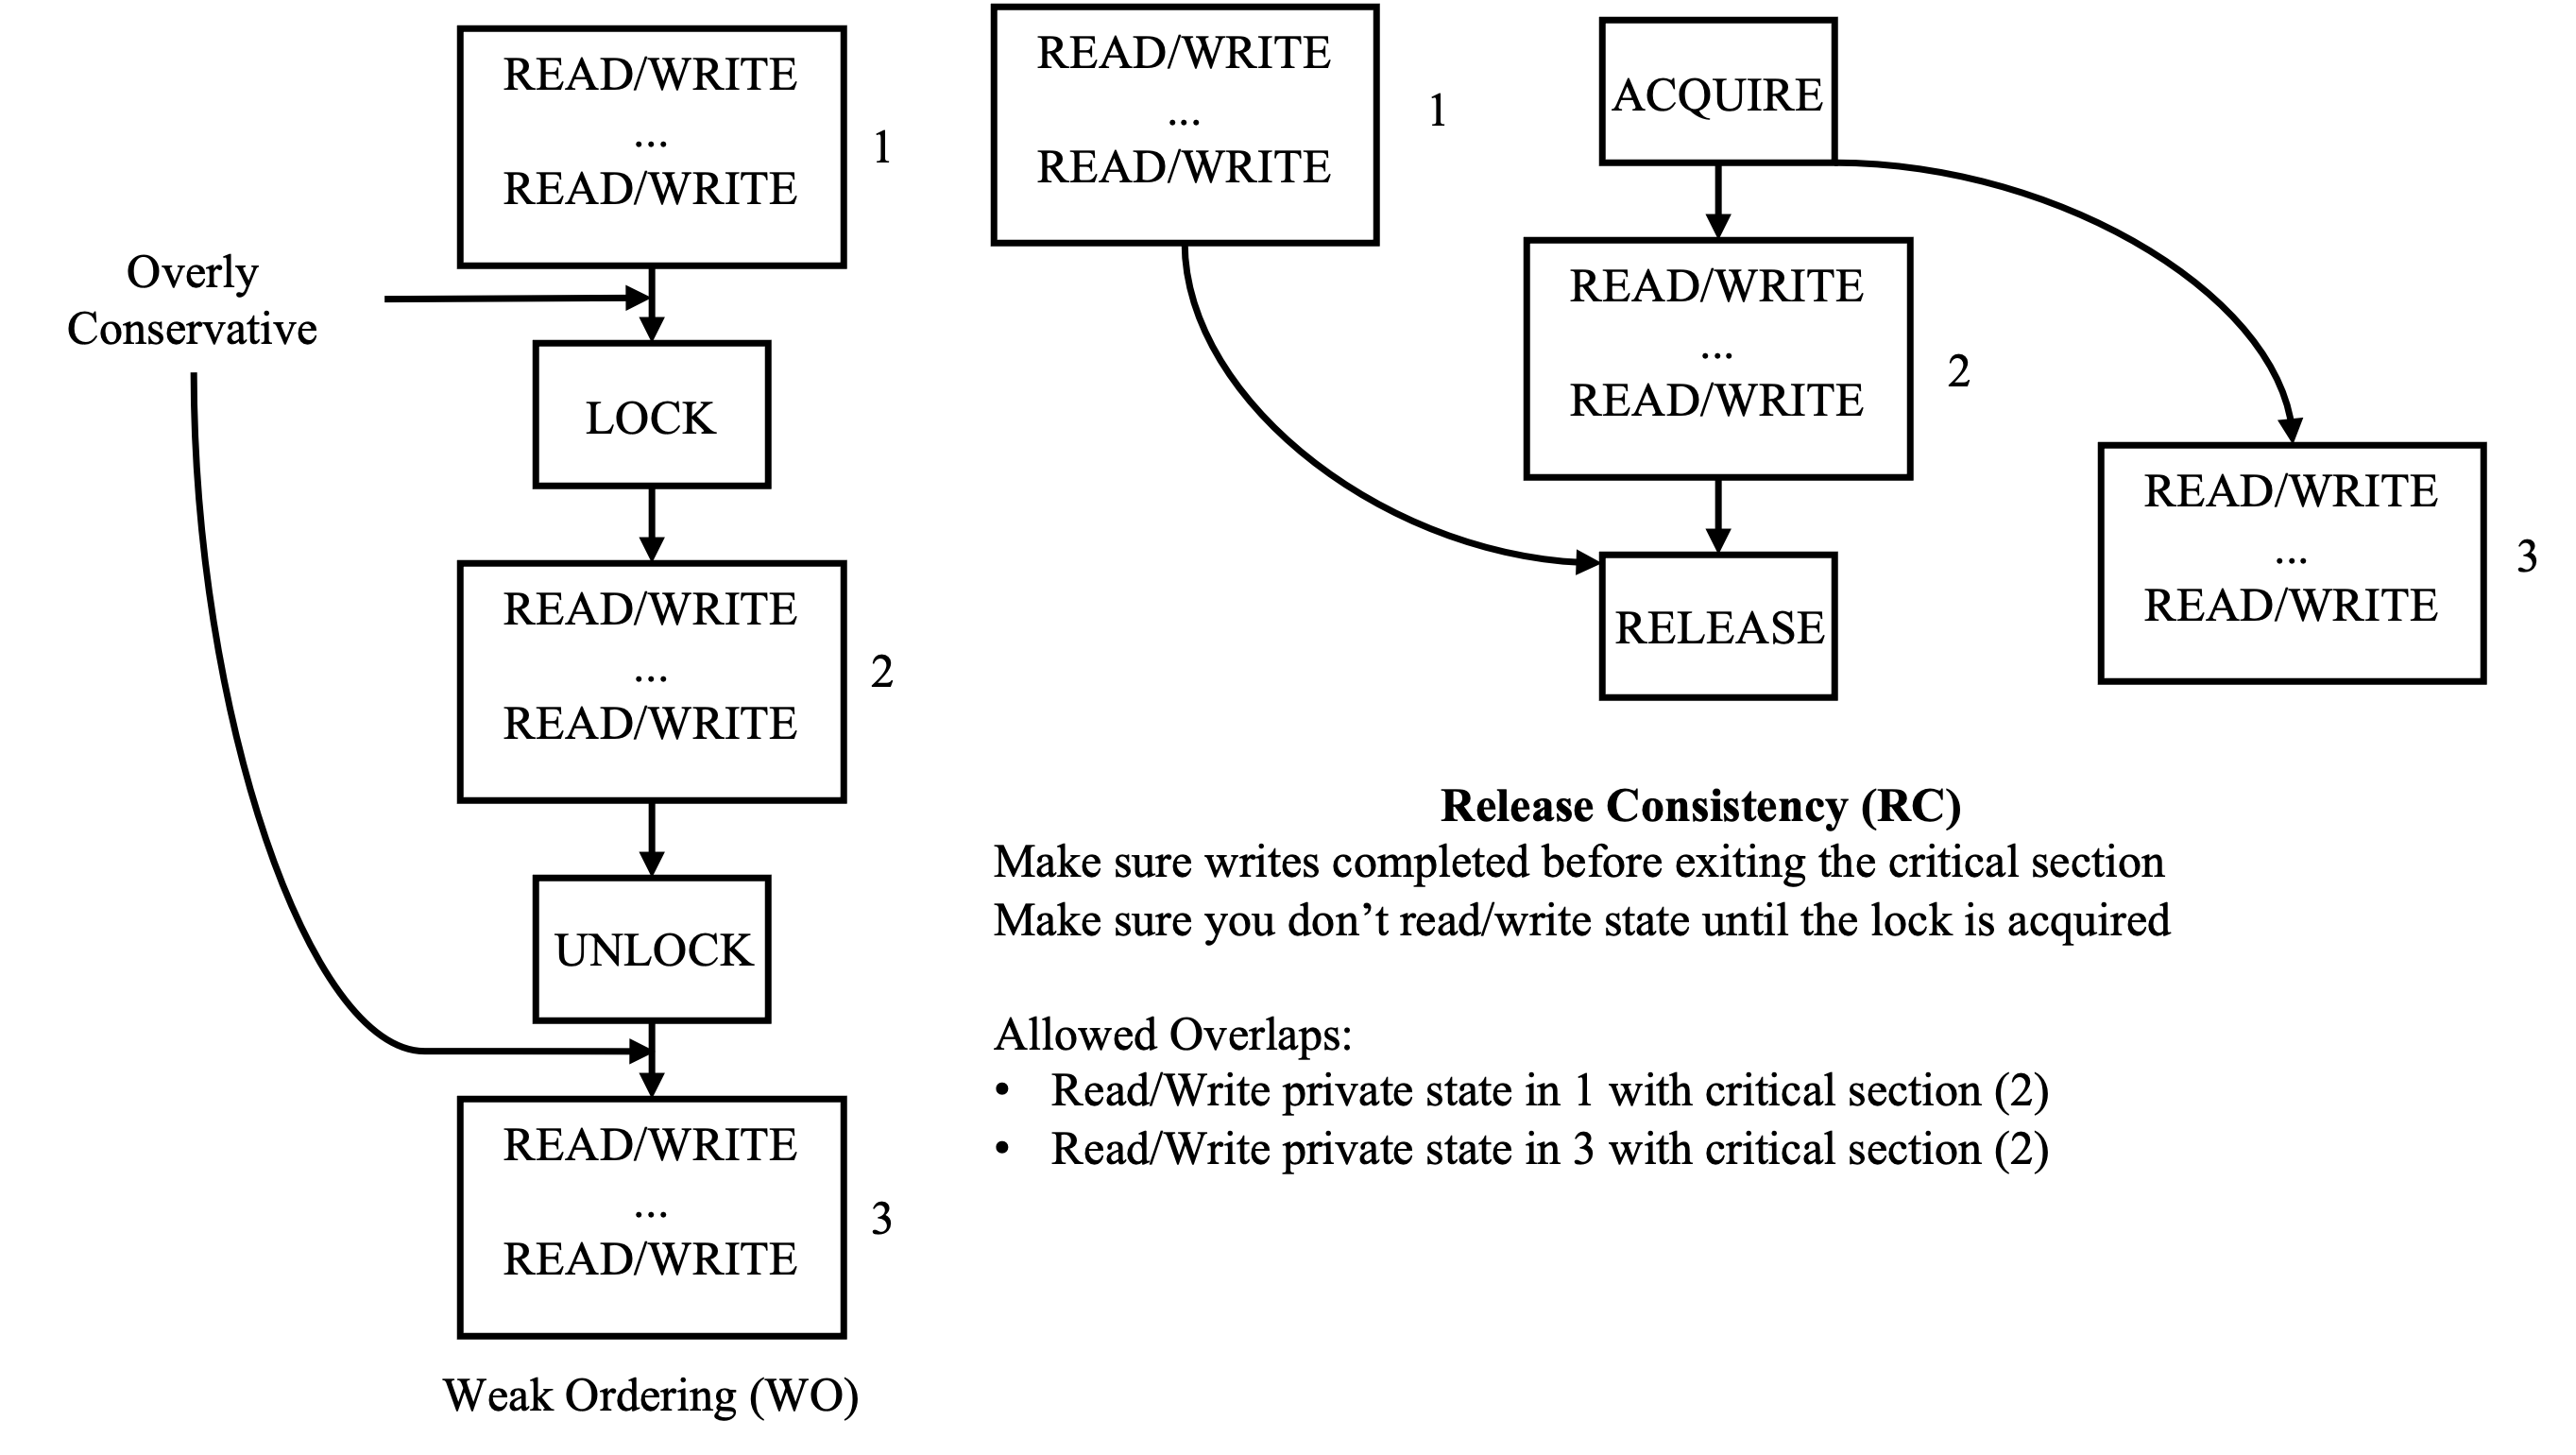 READ/WRITE
...
READ/WRITE
1
Overly
Conservative
LOCK
READ/WRITE
...
READ/WRITE
2
UNLOCK
READ/WRITE
...
READ/WRITE
3
Weak Ordering (WO)
READ/WRITE
...
READ/WRITE
1
ACQUIRE
READ/WRITE
...
READ/WRITE
2
RELEASE
READ/WRITE
...
READ/WRITE
3
Release Consistency (RC)
Make sure writes completed before exiting the critical section
Make sure you don’t read/write state until the lock is acquired
Allowed Overlaps:
• Read/Write private state in 1 with critical section (2)
• Read/Write private state in 3 with critical section (2)